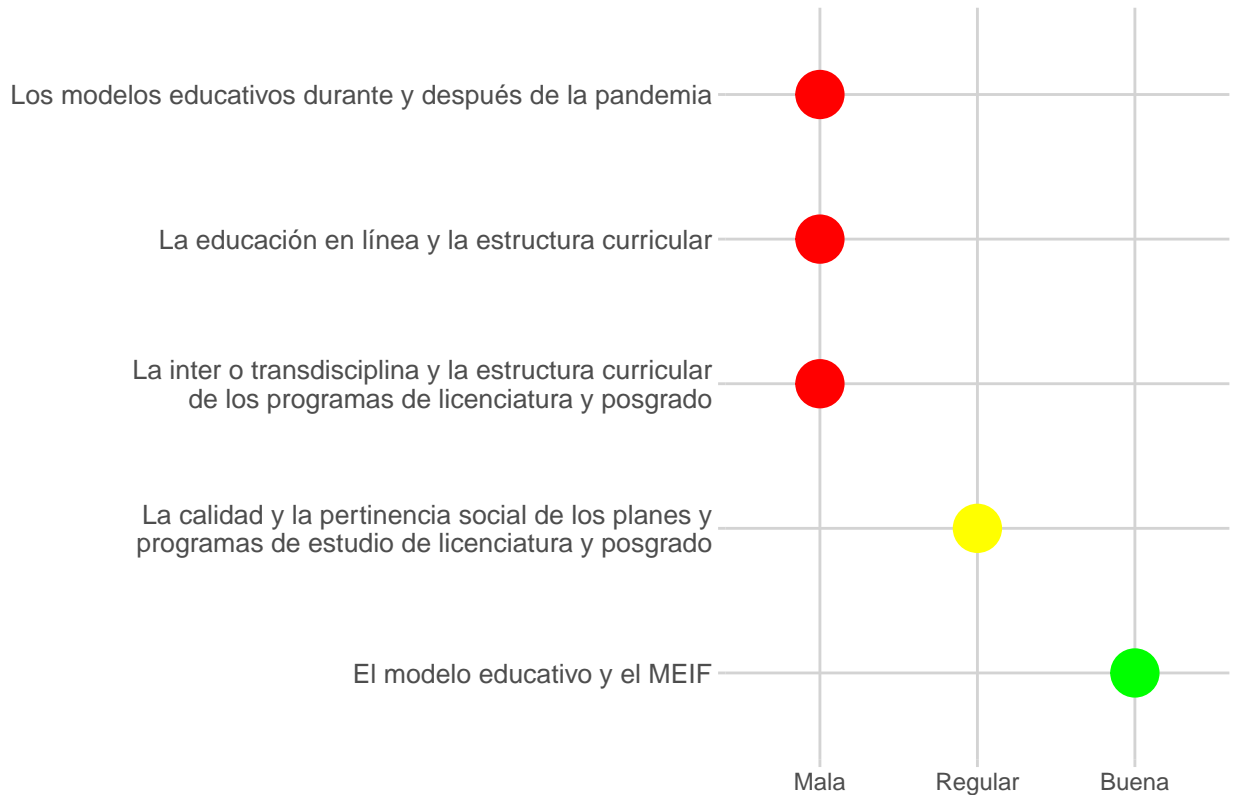 Los modelos educativos durante y después de la pandemia
La educación en línea y la estructura curricular
La inter o transdisciplina y la estructura curricular
de los programas de licenciatura y posgrado
La calidad y la pertinencia social de los planes y
programas de estudio de licenciatura y posgrado
El modelo educativo y el MEIF
Mala
Regular
Buena